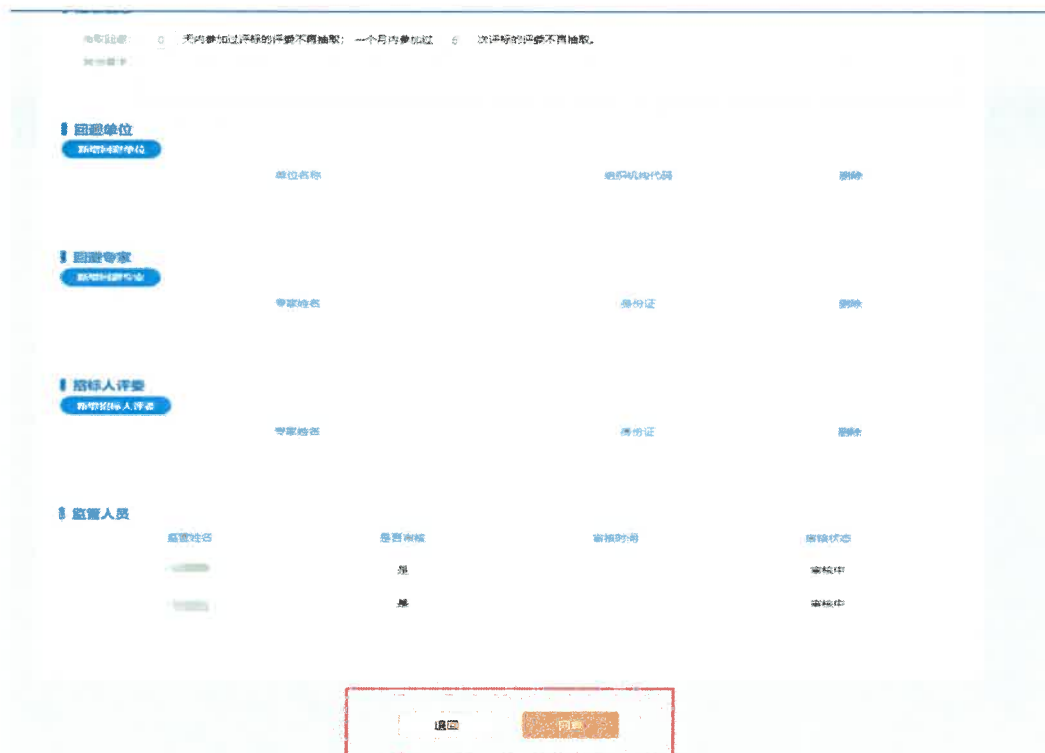 0 天内参加过评标的评委不再抽取； 一个月内参加过 次评标的评委不再抽取。
回避单位
新增回避单位
单位名称 组织机构代码 删除
回避专家
专家姓名 身份证 删除
招标人评委
新增招标人评委
专家姓名 身份证 删除
监管人员
监管姓名 是否审核 审核时间 审核状态
是 审核中
是 审核中
退回 同意